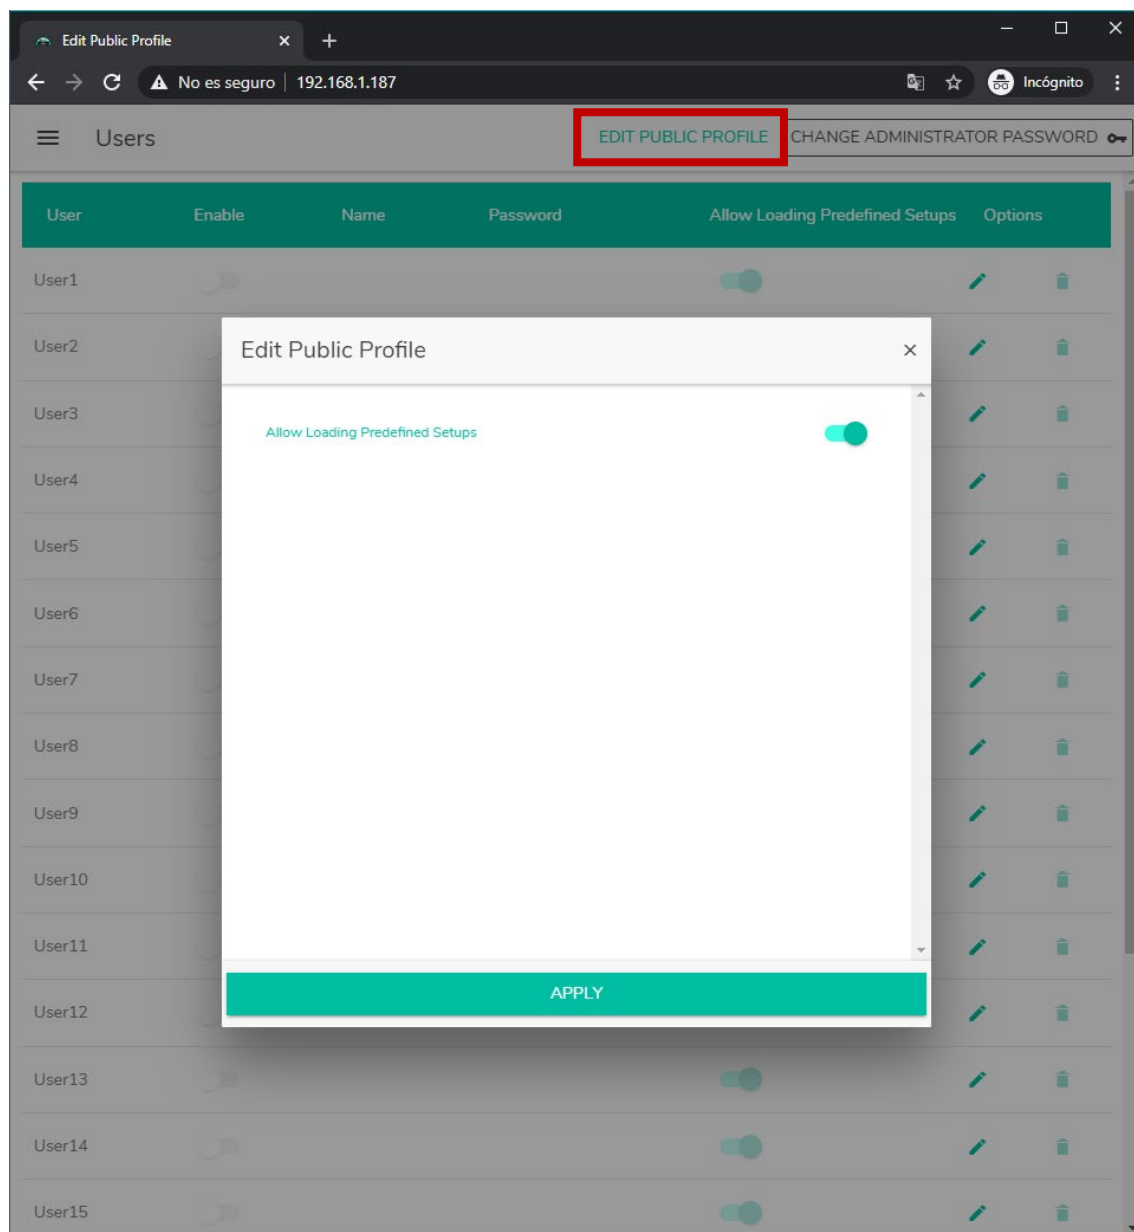 Edit Public Profile
No es seguro 192.168.1.187 Incógnito
Users EDIT PUBLIC PROFILE CHANGE ADMINISTRATOR PASSWORD
User Enable Name Password Allow Loading Predefined Setups Options
User1
User2
Edit Public Profile
User3
Allow Loading Predefined Setups
User4
User5
User6
User7
User8
User9
User10
User11
APPLY
User12
User13
User14
User15